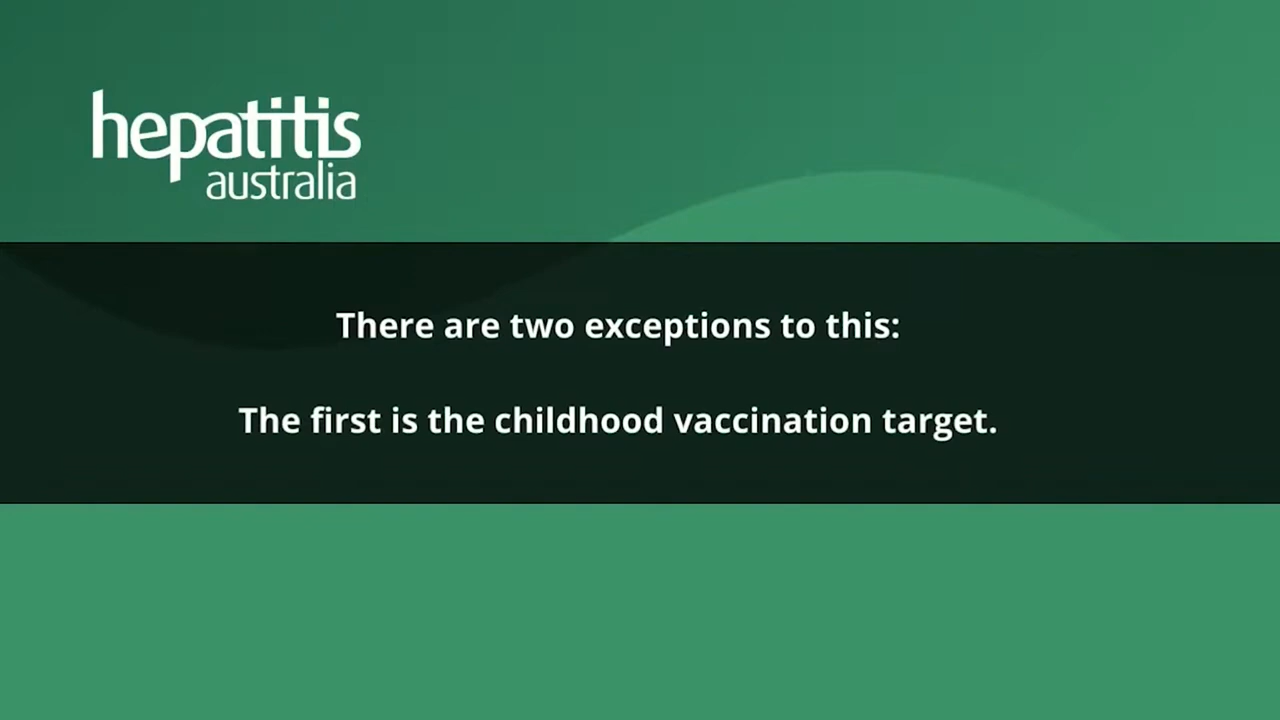 hepatitis
australia
There are two exceptions to this:
The first is the childhood vaccination target.